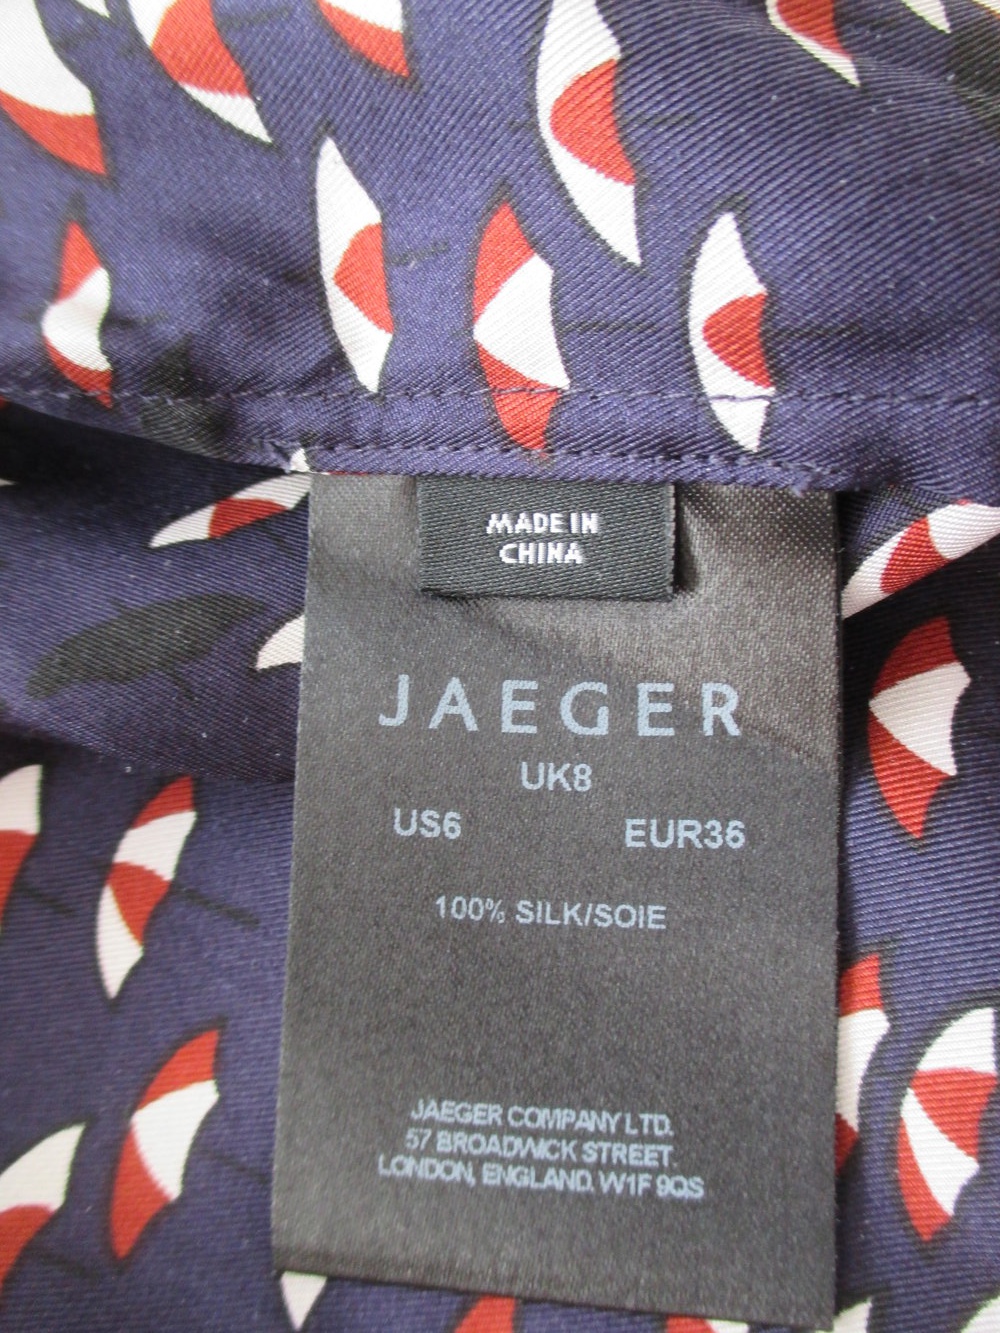 MADE IN
CHINA
JAEGER
UK8
US6 EUR36
100% SILK/SOIE
JAEGER COMPANY LTD.
57 BROADWICK STREET.
LONDON, ENGLAND. W1F 9QS